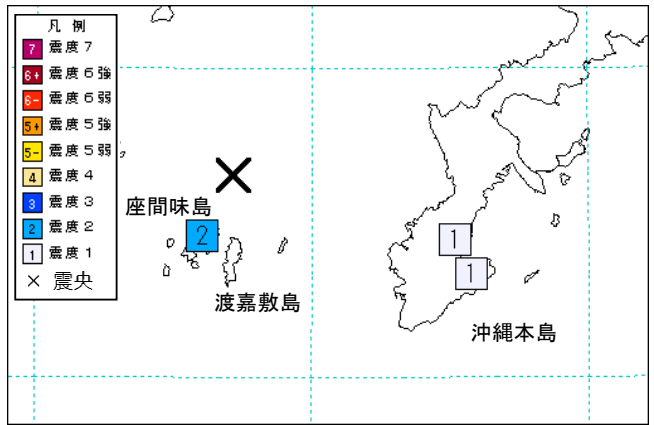 凡 例
7 震度7
6+ 震度6強
6- 震度6弱
5+ 震度5強
5- 震度5弱
4 震度4
3 震度3
2 震度2
1 震度1
× 震央
座間味島
2
渡嘉敷島
1
1
沖縄本島